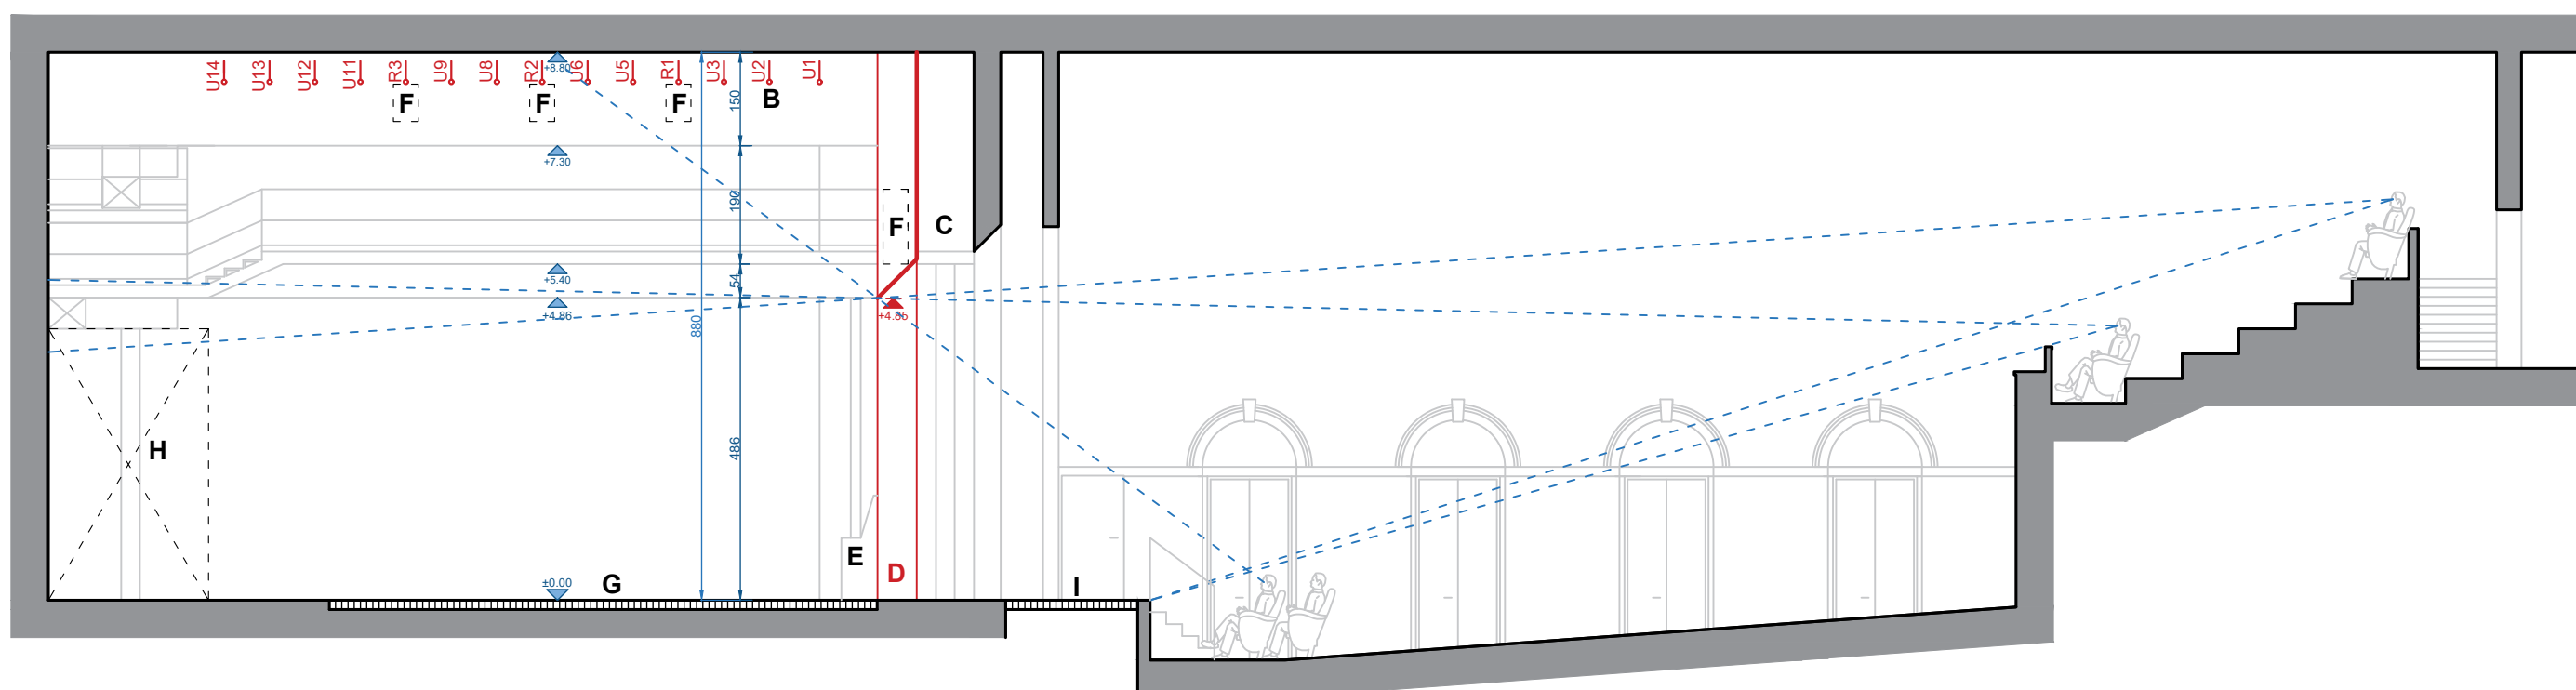 U14
U13
U12
U11
R3
U9
U8
R2
+8.80
U6
U5
R1
U3
U2
U1
F
F
F
150
B
+7.30
190
F
C
+5.40
54
+4.86
+4.85
880
486
H
E
D
±0.00
G
I